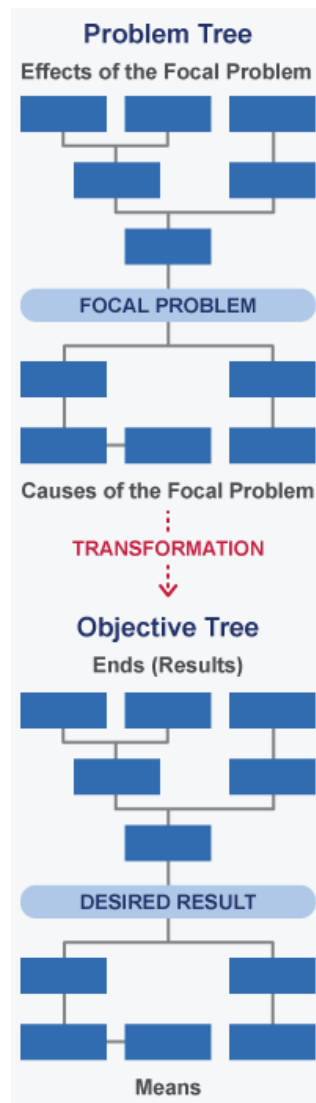 Problem Tree
Effects of the Focal Problem
FOCAL PROBLEM
Causes of the Focal Problem
TRANSFORMATION
Objective Tree
Ends (Results)
DESIRED RESULT
Means